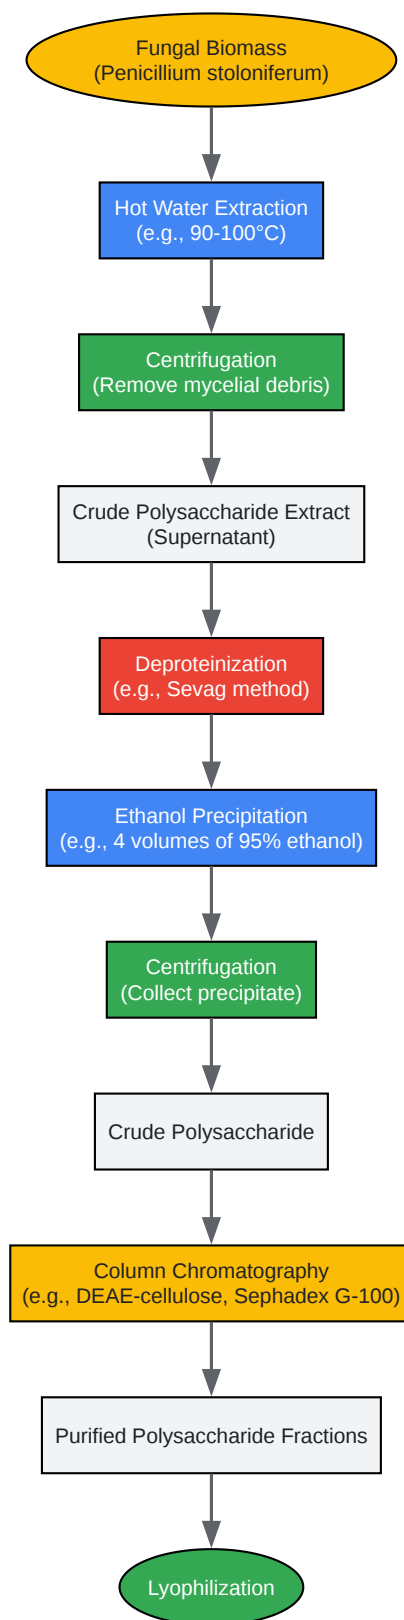 Fungal Biomass
(Penicillium stoloniferum)
Hot Water Extraction
(e.g., 90-100°C)
Centrifugation
(Remove mycelial debris)
Crude Polysaccharide Extract
(Supernatant)
Deproteinization
(e.g., Sevag method)
Ethanol Precipitation
(e.g., 4 volumes of 95% ethanol)
Centrifugation
(Collect precipitate)
Crude Polysaccharide
Column Chromatography
(e.g., DEAE-cellulose, Sephadex G-100)
Purified Polysaccharide Fractions
Lyophilization